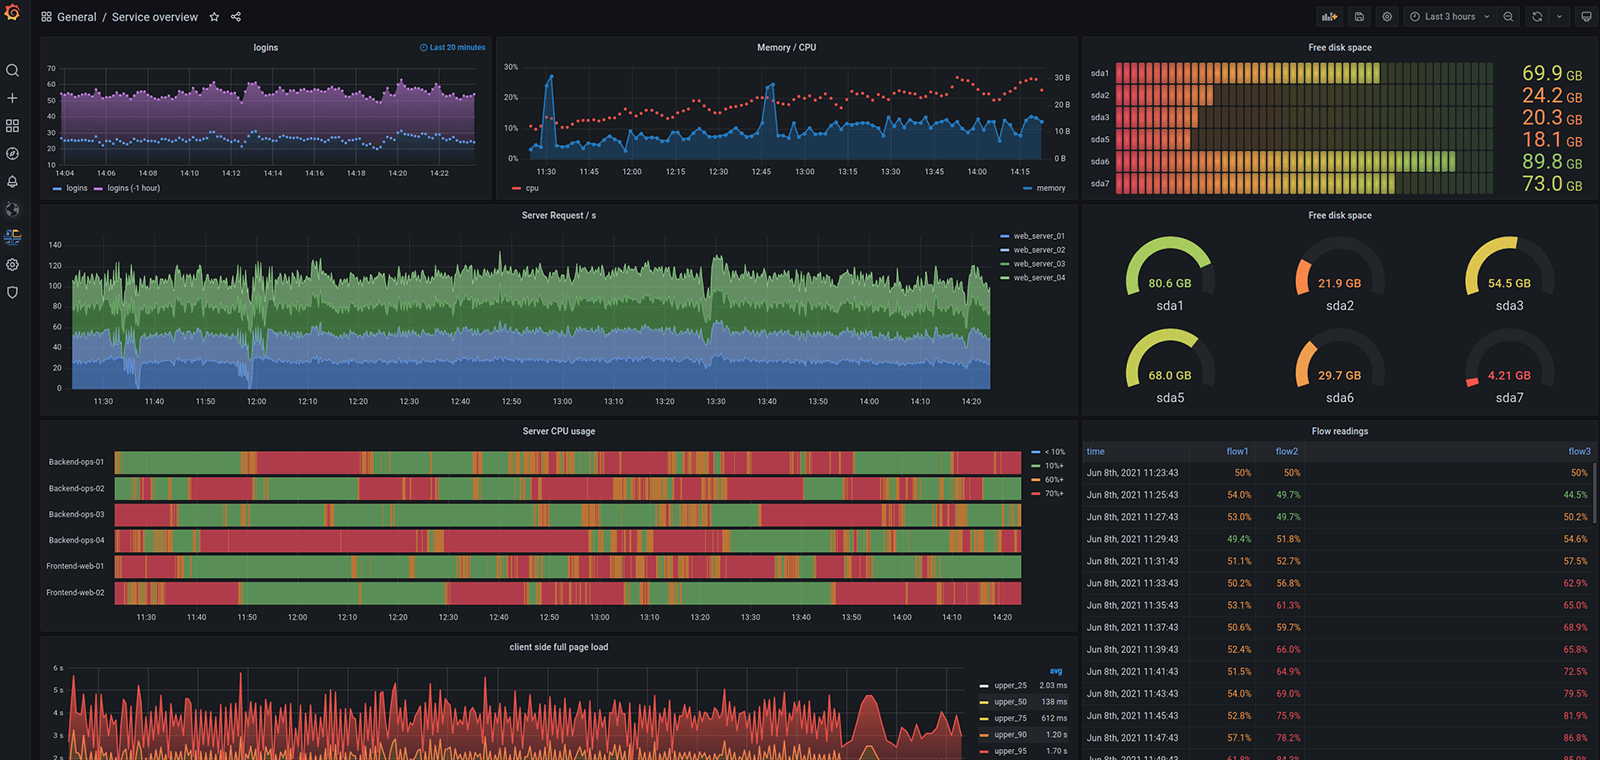 General / Service overview
Last 3 hours
logins
Last 20 minutes
70
60
50
40
30
20
10
14:04 14:06 14:08 14:10 14:12 14:14 14:16 14:18 14:20 14:22
logins logins (-1 hour)
Memory / CPU
30% 30 B
20% 20 B
10% 10 B
0% 0 B
11:30 11:45 12:00 12:15 12:30 12:45 13:00 13:15 13:30 13:45 14:00 14:15
cpu memory
Free disk space
sda1 69.9 GB
sda2 24.2 GB
sda3 20.3 GB
sda5 18.1 GB
sda6 89.8 GB
sda7 73.0 GB
Server Request / s
140
120
100
80
60
40
20
0
11:30 11:40 11:50 12:00 12:10 12:20 12:30 12:40 12:50 13:00 13:10 13:20 13:30 13:40 13:50 14:00 14:10 14:20
web_server_01
web_server_02
web_server_03
web_server_04
Free disk space
80.6 GB 21.9 GB 54.5 GB
sda1 sda2 sda3
68.0 GB 29.7 GB 4.21 GB
sda5 sda6 sda7
Server CPU usage
Backend-ops-01
Backend-ops-02
Backend-ops-03
Backend-ops-04
Frontend-web-01
Frontend-web-02
11:30 11:40 11:50 12:00 12:10 12:20 12:30 12:40 12:50 13:00 13:10 13:20 13:30 13:40 13:50 14:00 14:10 14:20
< 10%
10%+
60%+
70%+
Flow readings
time flow1 flow2 flow3
Jun 8th, 2021 11:23:43 50% 50% 50%
Jun 8th, 2021 11:25:43 54.0% 49.7% 44.5%
Jun 8th, 2021 11:27:43 53.0% 49.7% 50.2%
Jun 8th, 2021 11:29:43 49.4% 51.8% 54.6%
Jun 8th, 2021 11:31:43 51.1% 52.7% 57.5%
Jun 8th, 2021 11:33:43 50.2% 56.8% 62.9%
Jun 8th, 2021 11:35:43 53.1% 61.3% 65.0%
Jun 8th, 2021 11:37:43 50.6% 59.7% 68.9%
Jun 8th, 2021 11:39:43 52.4% 66.0% 65.8%
Jun 8th, 2021 11:41:43 51.5% 64.9% 72.5%
Jun 8th, 2021 11:43:43 54.0% 69.0% 79.5%
Jun 8th, 2021 11:45:43 52.8% 75.9% 81.9%
Jun 8th, 2021 11:47:43 57.1% 78.2% 86.8%
client side full page load
6 s
5 s
4 s
3 s
2 s
avg
upper_25 2.03 ms
upper_50 138 ms
upper_75 612 ms
upper_90 1.20 s
upper_95 1.70 s